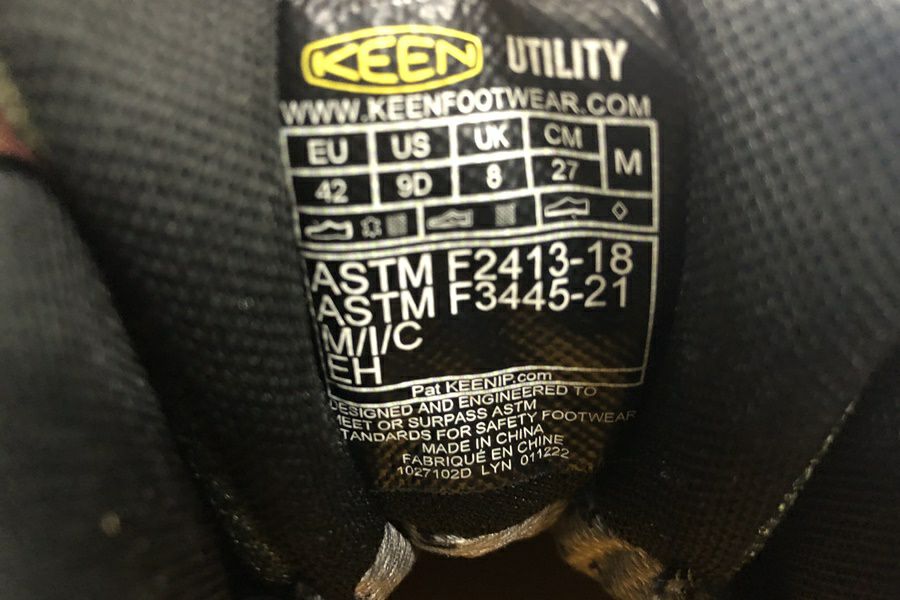 KEEN UTILITY
WWW.KEENFOOTWEAR.COM
EU US UK CM M
42 9D 8 27
ASTM F2413-18
ASTM F3445-21
M/I/C
EH
Pat KEENIP.com
DESIGNED AND ENGINEERED TO
MEET OR SURPASS ASTM
STANDARDS FOR SAFETY FOOTWEAR
MADE IN CHINA
FABRIQUÉ EN CHINE
1027102D LYN 011222